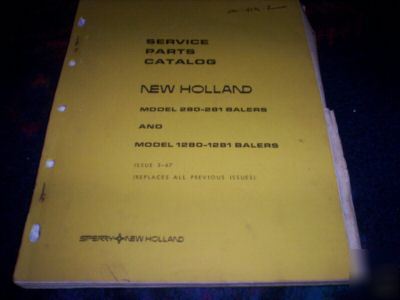 SERVICE
PARTS
CATALOG
NEW HOLLAND
MODEL 280-281 BALERS
AND
MODEL 1280-1281 BALERS
ISSUE 3-67
(REPLACES ALL PREVIOUS ISSUES)
SPERRY NEW HOLLAND